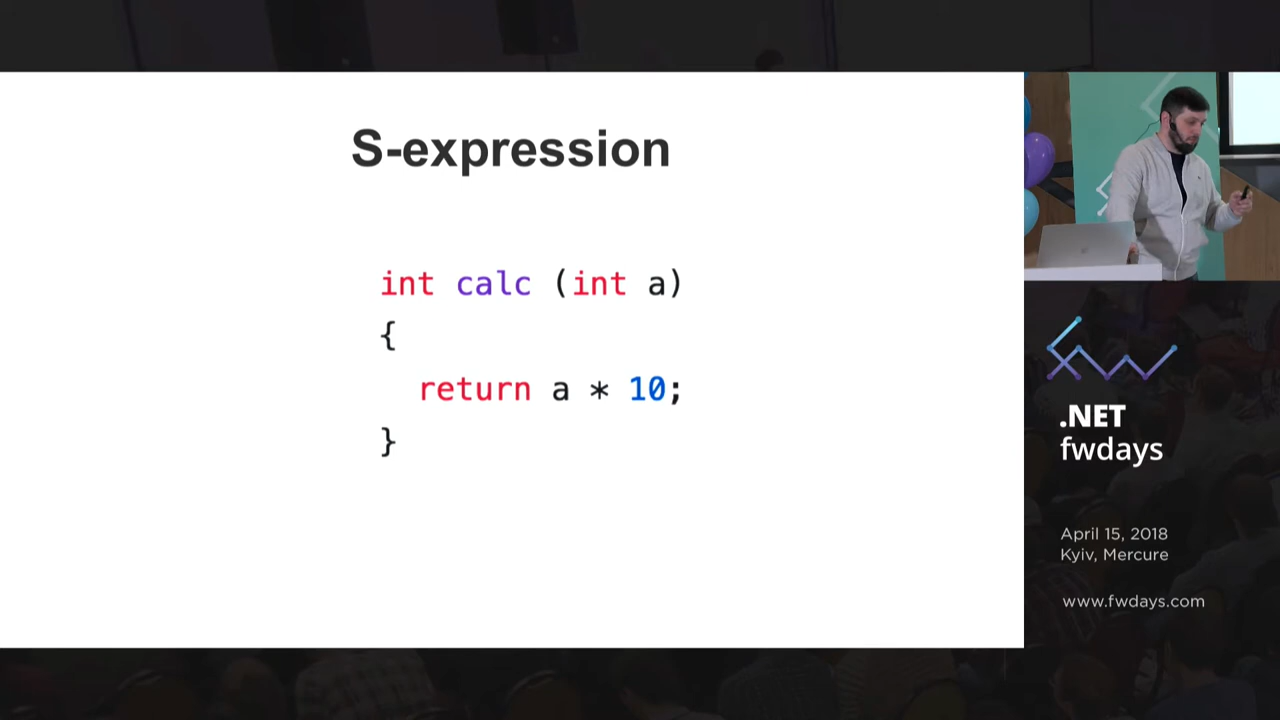 S-expression
int calc (int a)
{
return a * 10;
}
.NET
fwdays
April 15, 2018
Kyiv, Mercure
www.fwdays.com